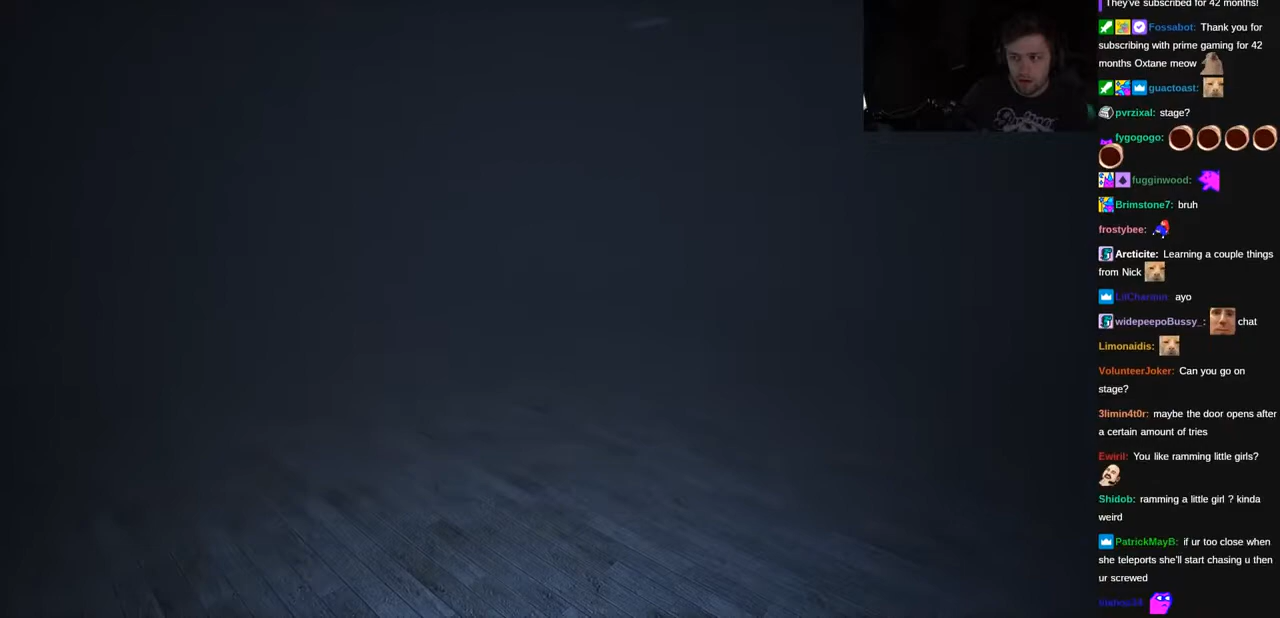 They've subscribed for 42 months!
Fossabot: Thank you for
subscribing with prime gaming for 42
months Oxtane meow
guactoast:
pvrzixal: stage?
fygogogo:
fugginwood:
Brimstone7: bruh
frostybee:
Arcticite: Learning a couple things
from Nick
ayo
widepeepoBussy_: chat
Limonaidis:
VolunteerJoker: Can you go on
stage?
3limin4t0r: maybe the door opens after
a certain amount of tries
Ewiril: You like ramming little girls?
Shidob: ramming a little girl ? kinda
weird
PatrickMayB: if ur too close when
she teleports she'll start chasing u then
ur screwed